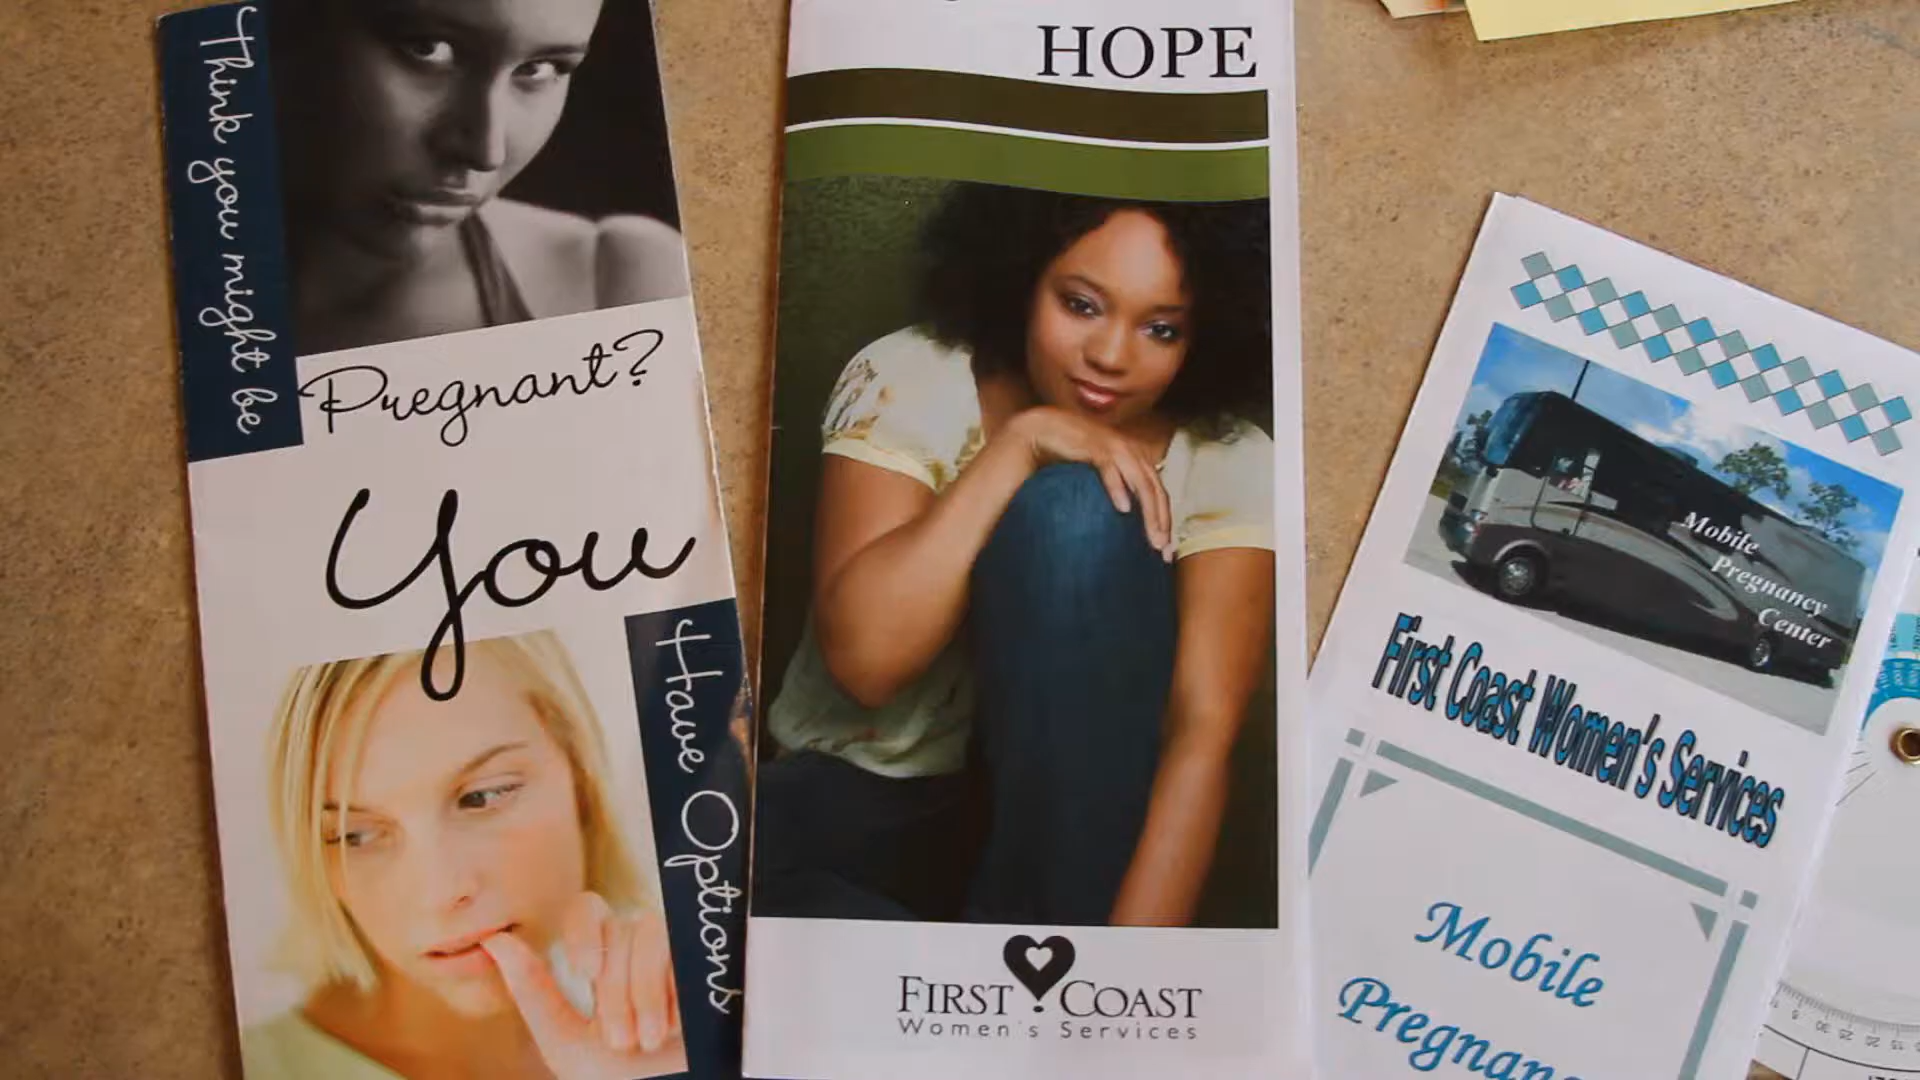 Think you might be
Pregnant?
You
Have Options
HOPE
FIRST COAST
Women's Services
Mobile
Pregnancy
Center
First Coast Women's Services
Mobile